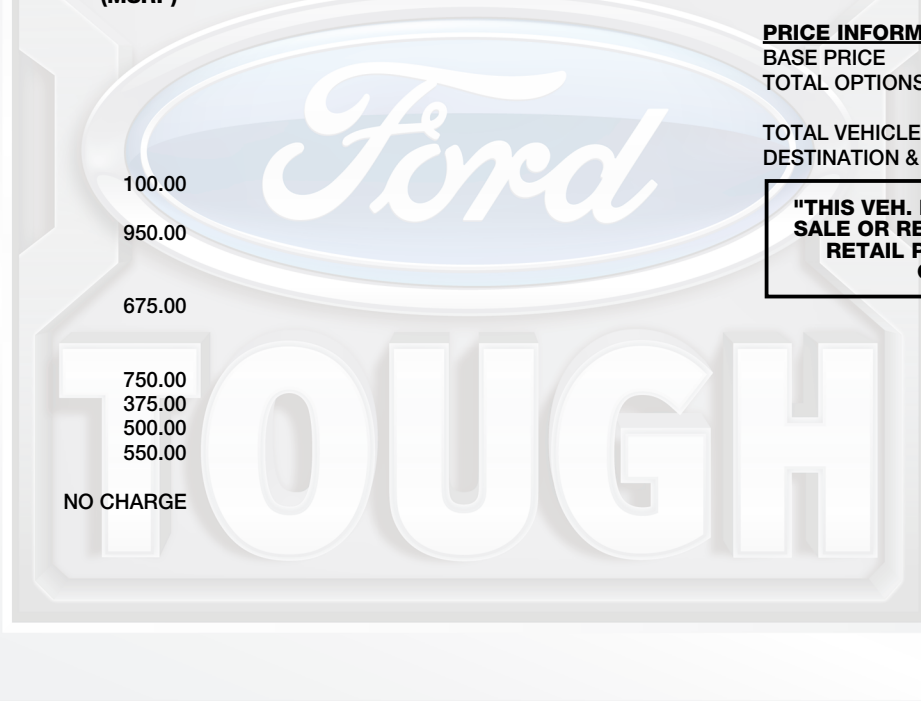 (MSRP)
100.00
950.00
675.00
750.00
375.00
500.00
550.00
NO CHARGE
PRICE INFORM
BASE PRICE
TOTAL OPTIONS
TOTAL VEHICLE
DESTINATION &
"THIS VEH.
SALE OR RE
RETAIL
Ford
TOUGH